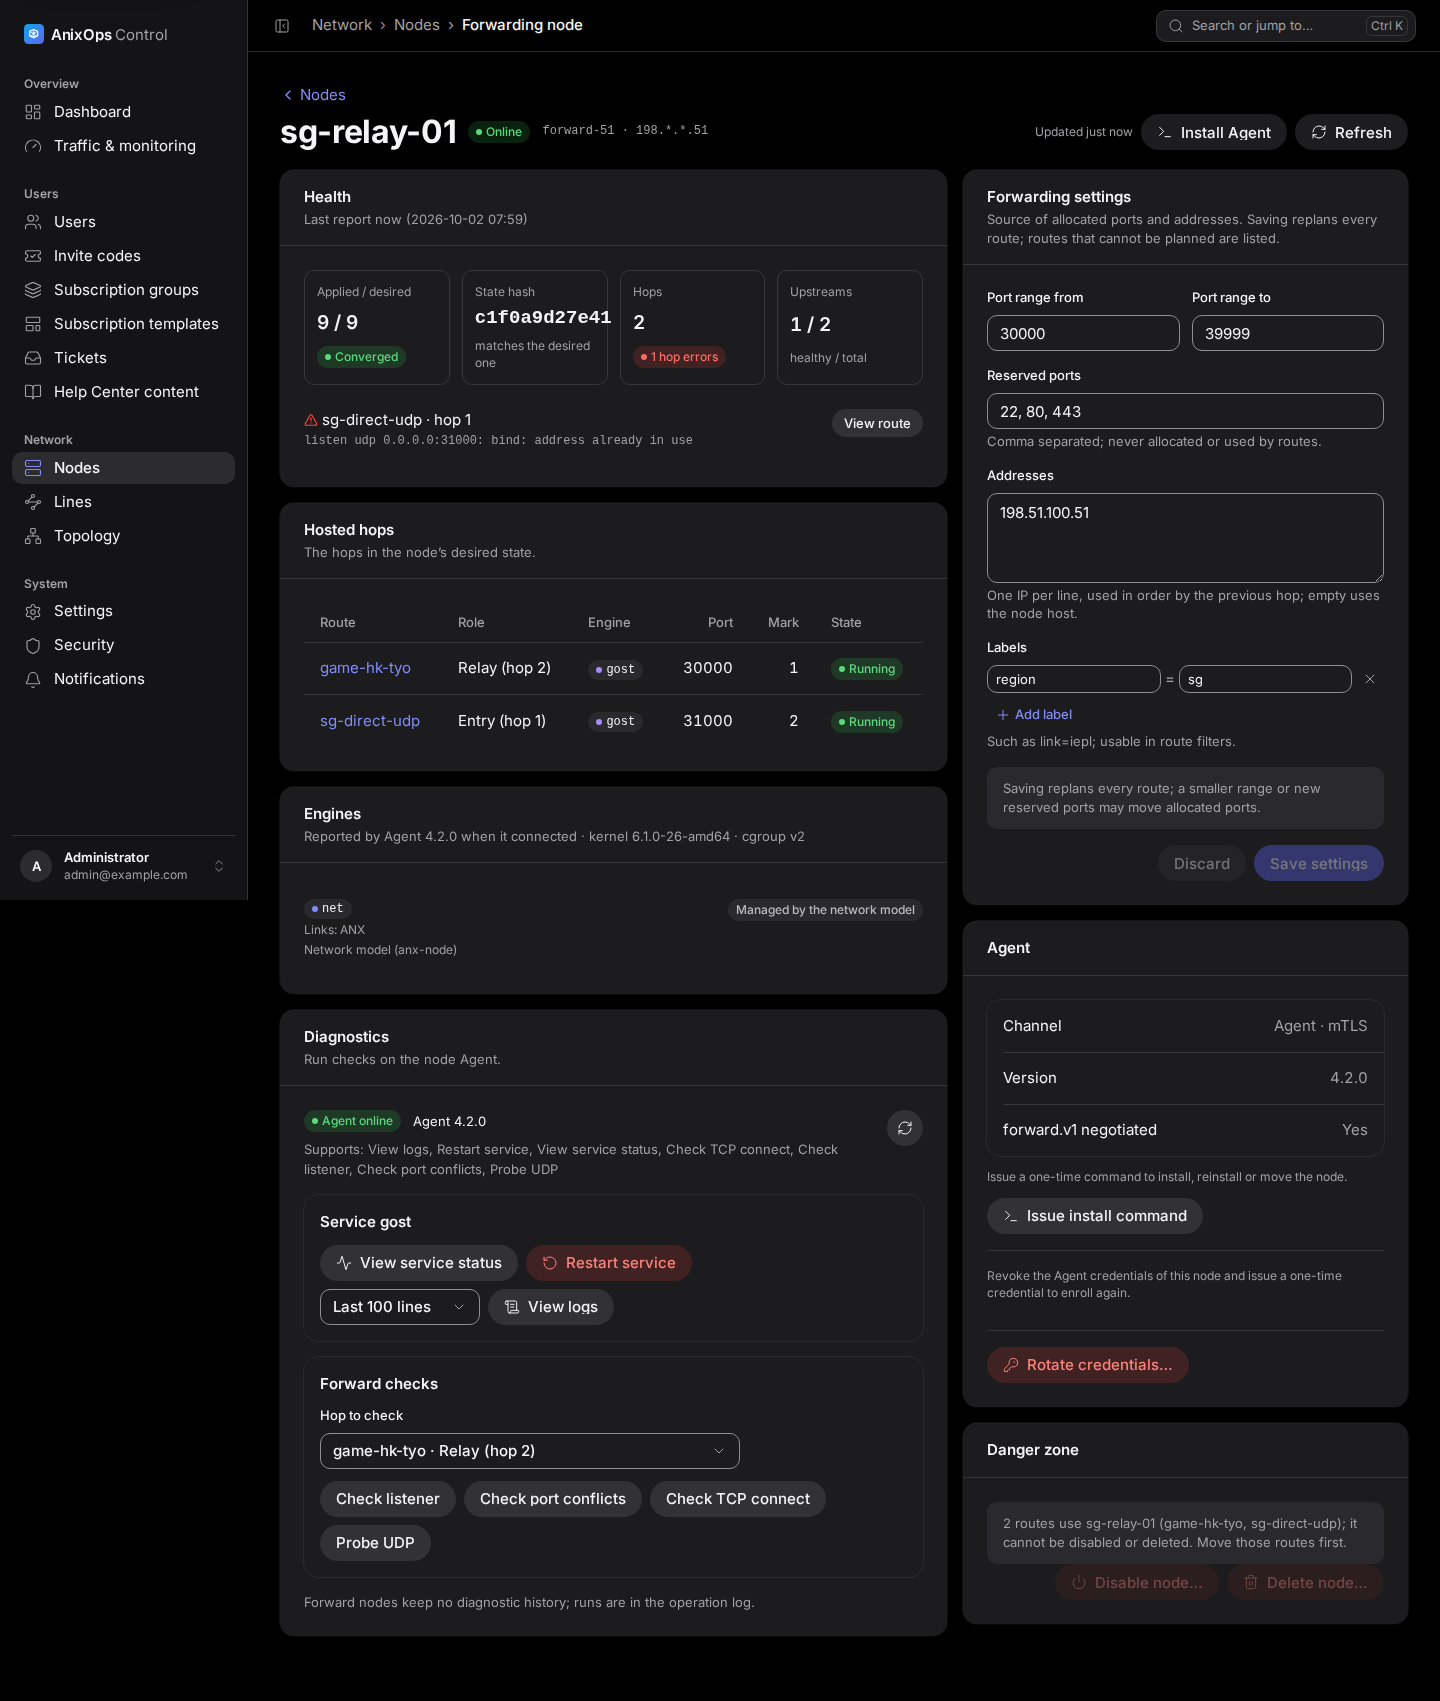 AnixOps Control
Overview
Dashboard
Traffic & monitoring
Users
Users
Invite codes
Subscription groups
Subscription templates
Tickets
Help Center content
Network
Nodes
Lines
Topology
System
Settings
Security
Notifications
A
Administrator
admin@example.com
Network › Nodes › Forwarding node
Search or jump to...
Ctrl K
Nodes
sg-relay-01
Online
forward-51 · 198.*.*.51
Updated just now
Install Agent
Refresh
Health
Last report now (2026-10-02 07:59)
Applied / desired
9 / 9
Converged
State hash
c1f0a9d27e41
matches the desired
one
Hops
2
1 hop errors
Upstreams
1 / 2
healthy / total
sg-direct-udp · hop 1
listen udp 0.0.0.0:31000: bind: address already in use
View route
Hosted hops
The hops in the node’s desired state.
Route Role Engine Port Mark State
game-hk-tyo Relay (hop 2) gost 30000 1 Running
sg-direct-udp Entry (hop 1) gost 31000 2 Running
Engines
Reported by Agent 4.2.0 when it connected · kernel 6.1.0-26-amd64 · cgroup v2
net
Links: ANX
Network model (anx-node)
Managed by the network model
Diagnostics
Run checks on the node Agent.
Agent online Agent 4.2.0
Supports: View logs, Restart service, View service status, Check TCP connect, Check
listener, Check port conflicts, Probe UDP
Service gost
View service status
Restart service
Last 100 lines
View logs
Forward checks
Hop to check
game-hk-tyo · Relay (hop 2)
Check listener
Check port conflicts
Check TCP connect
Probe UDP
Forward nodes keep no diagnostic history; runs are in the operation log.
Forwarding settings
Source of allocated ports and addresses. Saving replans every
route; routes that cannot be planned are listed.
Port range from
30000
Port range to
39999
Reserved ports
22, 80, 443
Comma separated; never allocated or used by routes.
Addresses
198.51.100.51
One IP per line, used in order by the previous hop; empty uses
the node host.
Labels
region = sg
Add label
Such as link=iepl; usable in route filters.
Saving replans every route; a smaller range or new
reserved ports may move allocated ports.
Discard
Save settings
Agent
Channel Agent · mTLS
Version 4.2.0
forward.v1 negotiated Yes
Issue a one-time command to install, reinstall or move the node.
Issue install command
Revoke the Agent credentials of this node and issue a one-time
credential to enroll again.
Rotate credentials...
Danger zone
2 routes use sg-relay-01 (game-hk-tyo, sg-direct-udp); it
cannot be disabled or deleted. Move those routes first.
Disable node...
Delete node...